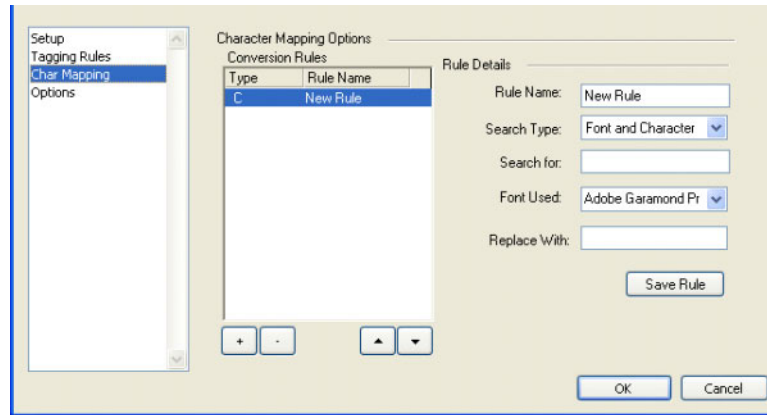 Setup
Tagging Rules
Char Mapping
Options
Character Mapping Options
Conversion Rules
Type Rule Name
C New Rule
+ -
Rule Details
Rule Name: New Rule
Search Type: Font and Character
Search for:
Font Used: Adobe Garamond Pr
Replace With:
Save Rule
OK Cancel